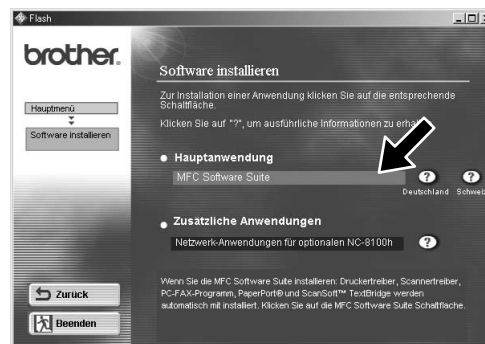 Flash
brother.
Hauptmenü
Software installieren
Software installieren
Zur Installation einer Anwendung klicken Sie auf die entsprechende
Schaltfläche.
Klicken Sie auf "?", um ausführliche Informationen zu
Hauptanwendung
MFC Software Suite
? ?
Deutschland Schweiz
Zusätzliche Anwendungen
Netzwerk-Anwendungen für optionalen NC-8100h
?
Wenn Sie die MFC Software Suite installieren: Druckertreiber, Scannertreiber,
PC-FAX-Programm, PaperPort® und ScanSoft™ TextBridge werden
automatisch mit installiert. Klicken Sie auf die MFC Software Suite Schaltfläche.
Zurück
Beenden